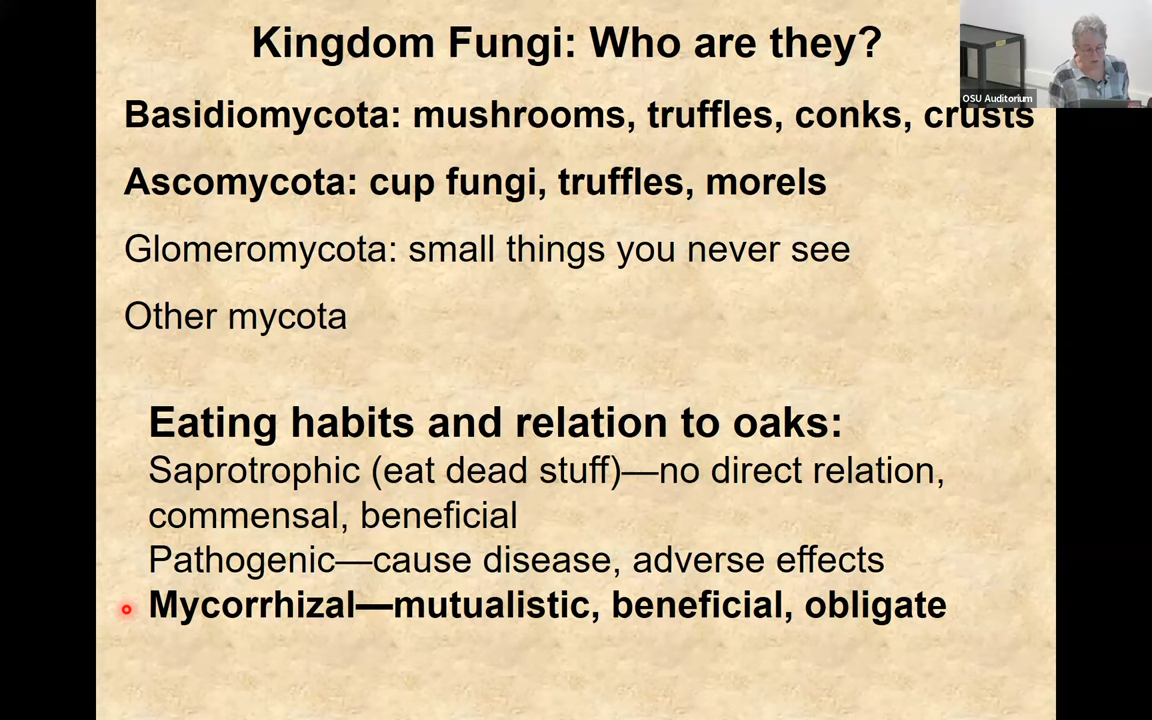 Kingdom Fungi: Who are they?
OSU Auditorium
Basidiomycota: mushrooms, truffles, conks, crusts
Ascomycota: cup fungi, truffles, morels
Glomeromycota: small things you never see
Other mycota
Eating habits and relation to oaks:
Saprotrophic (eat dead stuff)—no direct relation,
commensal, beneficial
Pathogenic—cause disease, adverse effects
Mycorrhizal—mutualistic, beneficial, obligate